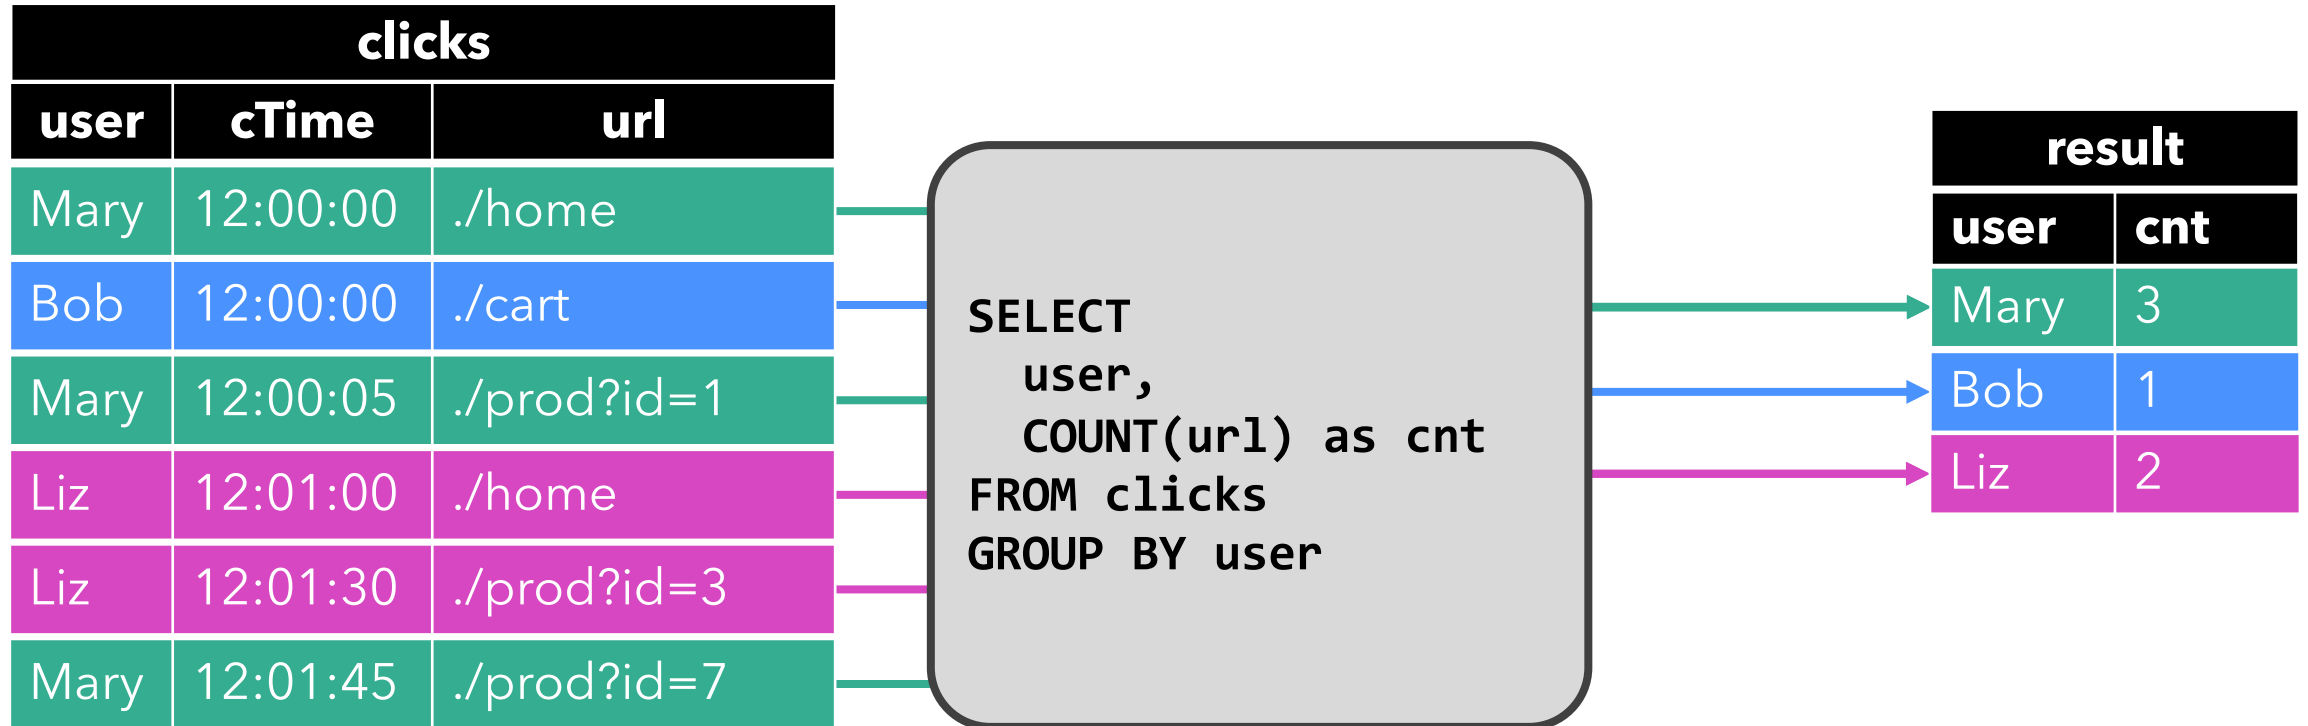 clicks
user cTime url
Mary 12:00:00 ./home
Bob 12:00:00 ./cart
Mary 12:00:05 ./prod?id=1
Liz 12:01:00 ./home
Liz 12:01:30 ./prod?id=3
Mary 12:01:45 ./prod?id=7
SELECT
user,
COUNT(url) as cnt
FROM clicks
GROUP BY user
result
user cnt
Mary 3
Bob 1
Liz 2